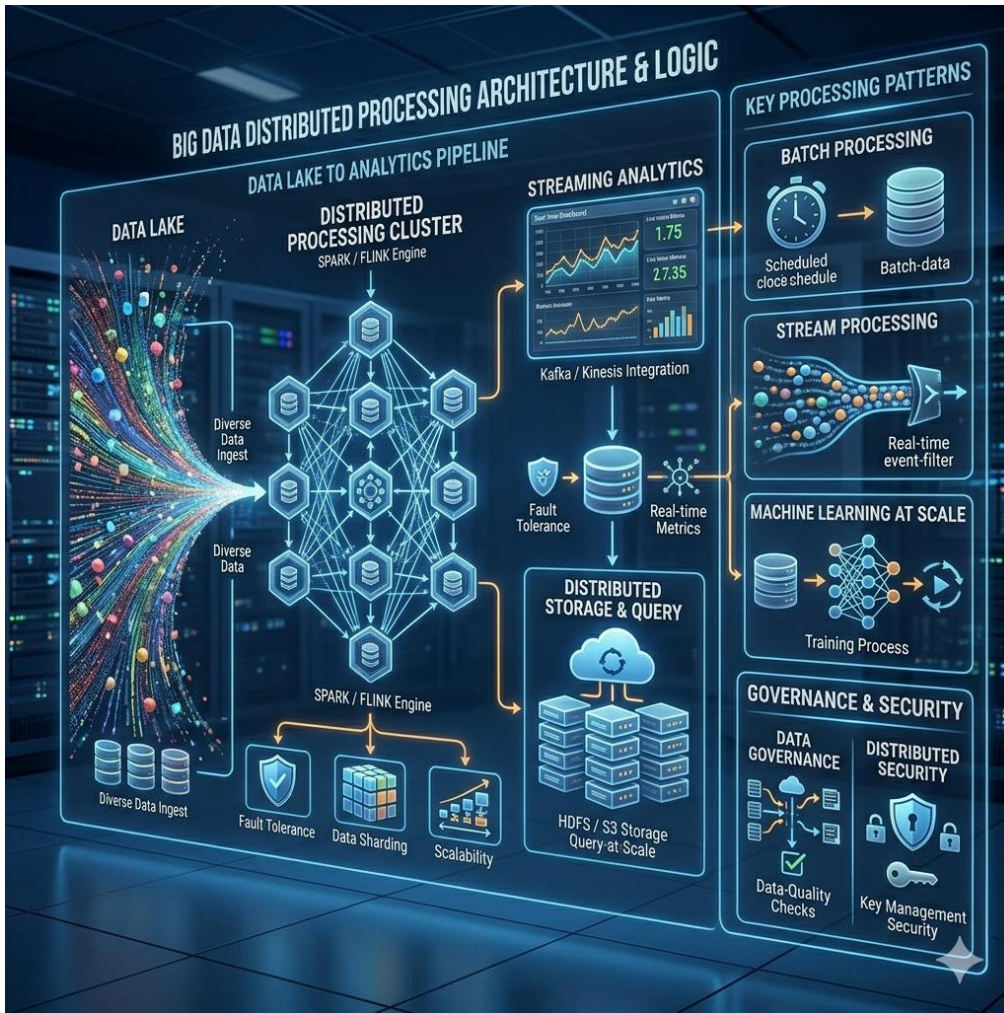 BIG DATA DISTRIBUTED PROCESSING ARCHITECTURE & LOGIC
DATA LAKE TO ANALYTICS PIPELINE
DATA LAKE
Diverse
Data
Ingest
Diverse
Data
Diverse Data Ingest
DISTRIBUTED
PROCESSING CLUSTER
SPARK / FLINK Engine
SPARK / FLINK Engine
Fault Tolerance
Data Sharding
Scalability
STREAMING ANALYTICS
1.75
27.35
Kafka / Kinesis Integration
Fault
Tolerance
Real-time
Metrics
DISTRIBUTED
STORAGE & QUERY
HDFS / S3 Storage
Query-at Scale
KEY PROCESSING PATTERNS
BATCH PROCESSING
Scheduled
cloce shedule
Batch-data
STREAM PROCESSING
Real-time
event-filter
MACHINE LEARNING AT SCALE
Training Process
GOVERNANCE & SECURITY
DATA
GOVERNANCE
Data-Quality
Checks
DISTRIBUTED
SECURITY
Key Management
Security